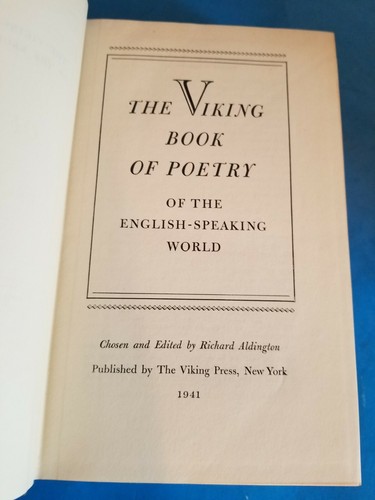 THE VIKING
BOOK
OF POETRY
OF THE
ENGLISH-SPEAKING
WORLD
Chosen and Edited by Richard Aldington
Published by The Viking Press, New York
1941